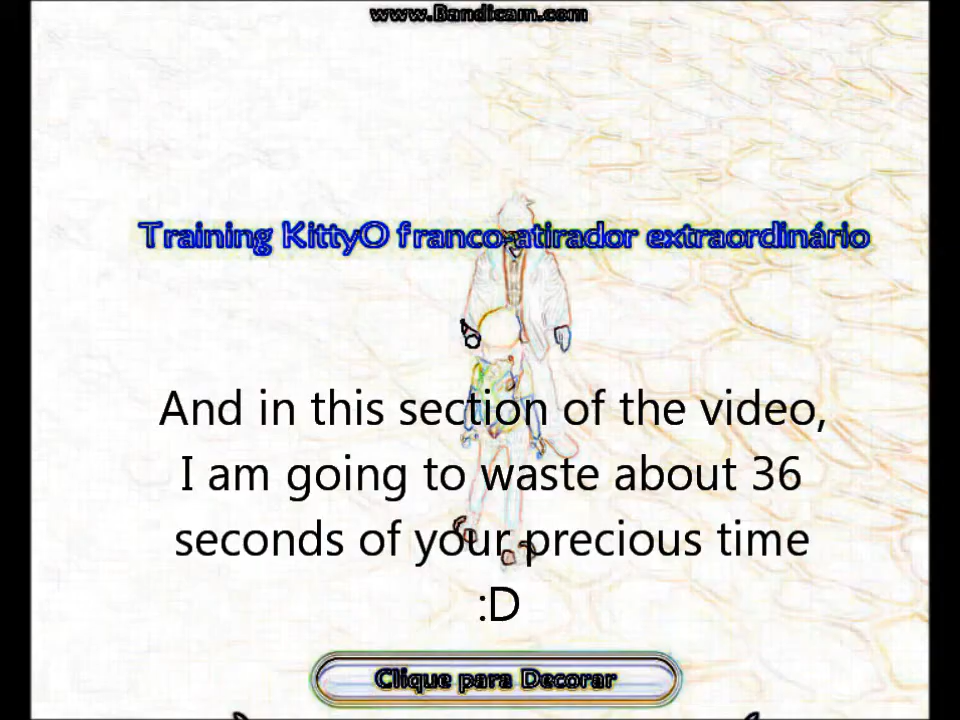 www.Bandicam.com
Training KittyO franco-atirador extraordinário
And in this section of the video,
I am going to waste about 36
seconds of your precious time
:D
Clique para Decorar